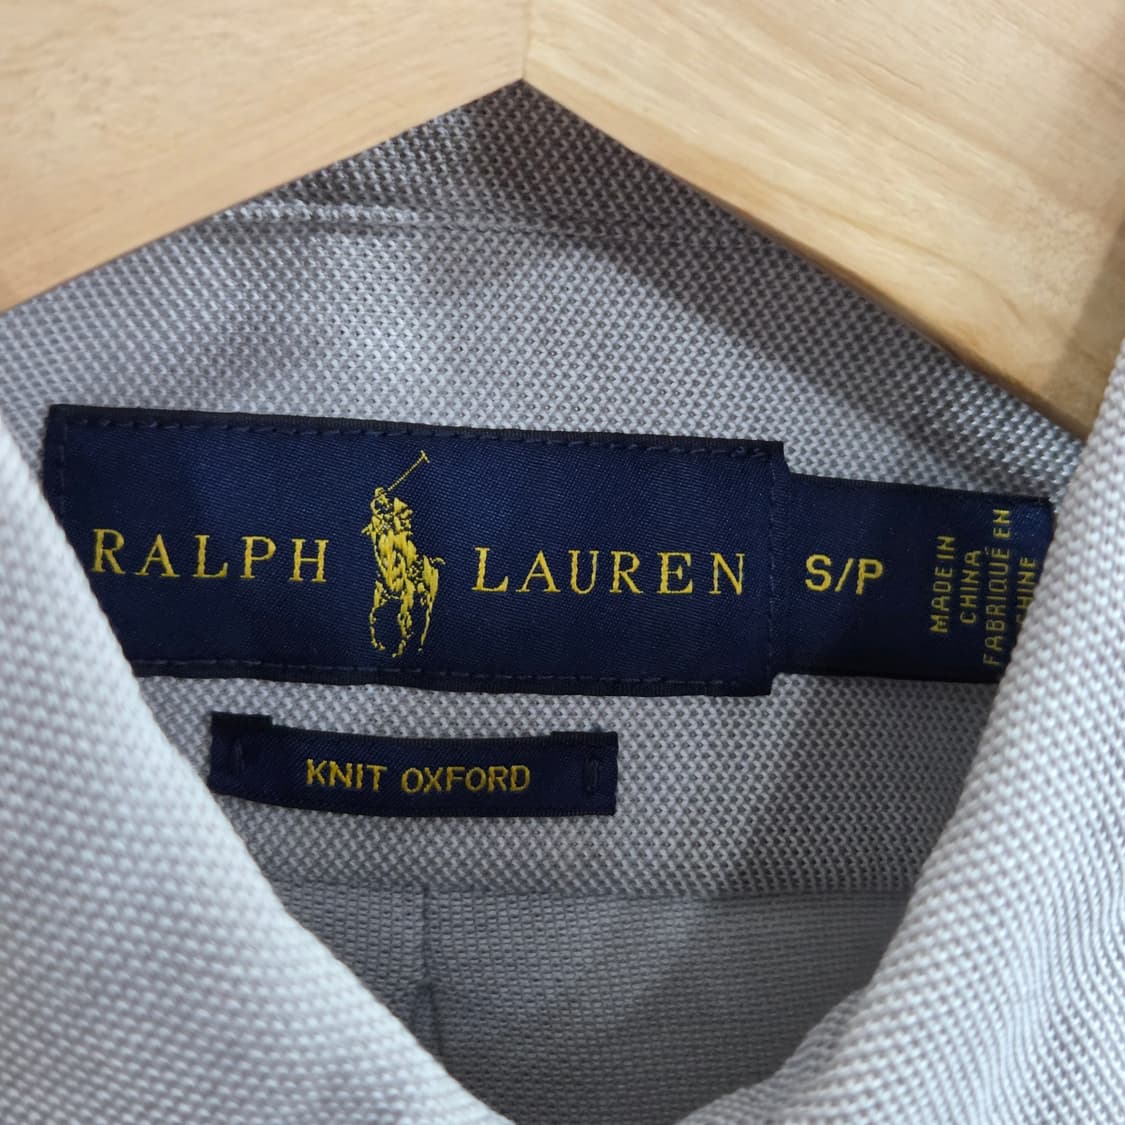 RALPH LAUREN
S/P
MADE IN
CHINA
FABRIQUÉ EN
CHINE
KNIT OXFORD